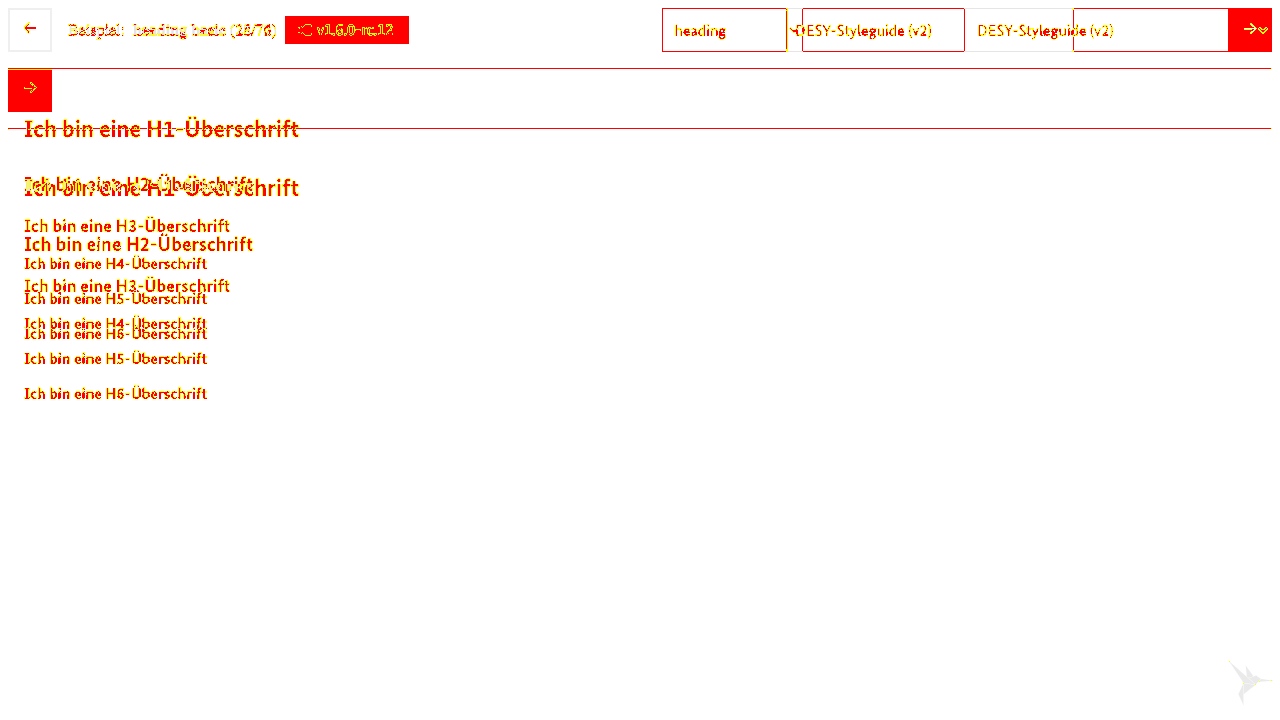 Beispiel: heading basic (26/76) v1.6.0-rc.12 heading DESY-Styleguide (v2) DESY-Styleguide (v2)
Ich bin eine H1-Überschrift
Ich bin eine H2-Überschrift
Ich bin eine H1-Überschrift
Ich bin eine H3-Überschrift
Ich bin eine H2-Überschrift
Ich bin eine H4-Überschrift
Ich bin eine H3-Überschrift
Ich bin eine H5-Überschrift
Ich bin eine H4-Überschrift
Ich bin eine H6-Überschrift
Ich bin eine H5-Überschrift
Ich bin eine H6-Überschrift